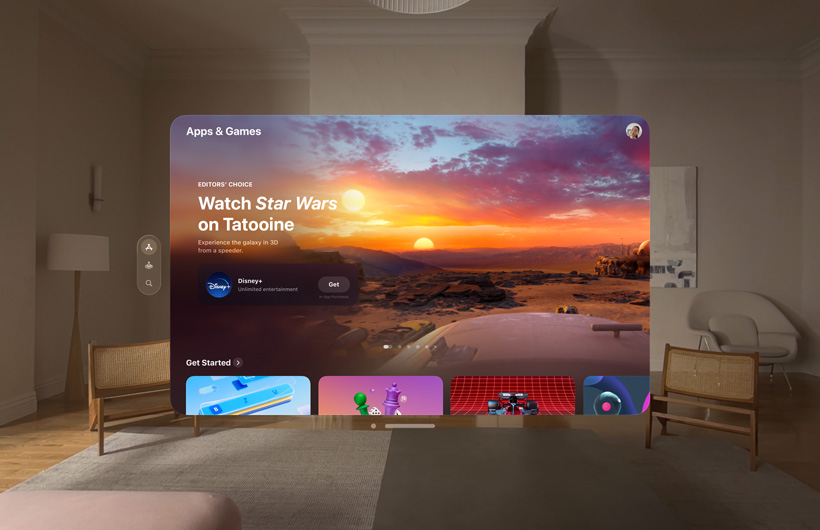 Apps & Games
EDITORS' CHOICE
Watch Star Wars
on Tatooine
Experience the galaxy in 3D
from a speeder.
Disney+
Disney+
Unlimited entertainment
Get
In-App Purchases
Get Started